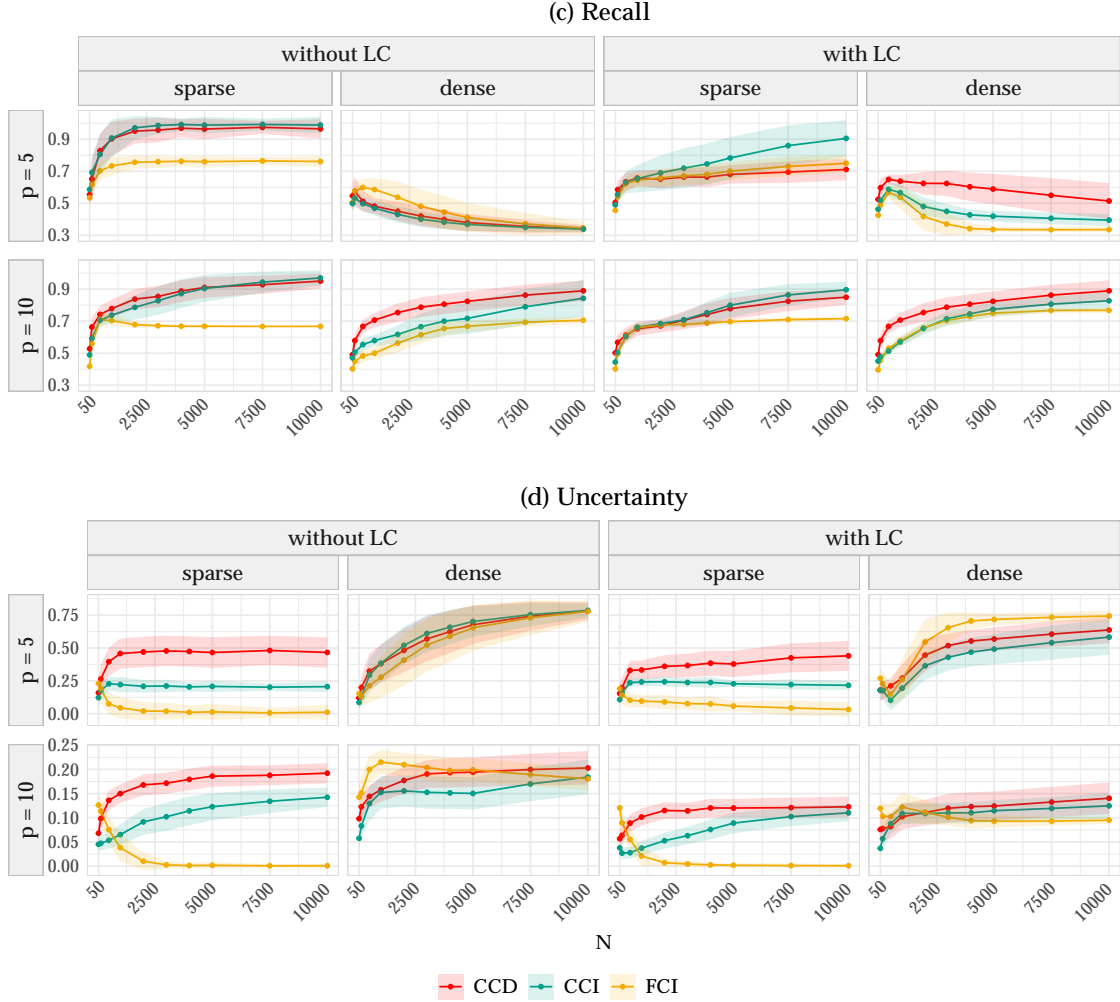 (c) Recall
without LC
with LC
sparse
dense
sparse
dense
p = 5
0.9
0.7
0.5
0.3
p = 10
0.9
0.7
0.5
0.3
50 2500 5000 7500 10000
50 2500 5000 7500 10000
50 2500 5000 7500 10000
50 2500 5000 7500 10000
(d) Uncertainty
without LC
with LC
sparse
dense
sparse
dense
p = 5
0.75
0.50
0.25
0.00
p = 10
0.25
0.20
0.15
0.10
0.05
0.00
50 2500 5000 7500 10000
50 2500 5000 7500 10000
50 2500 5000 7500 10000
50 2500 5000 7500 10000
N
CCD CCI FCI